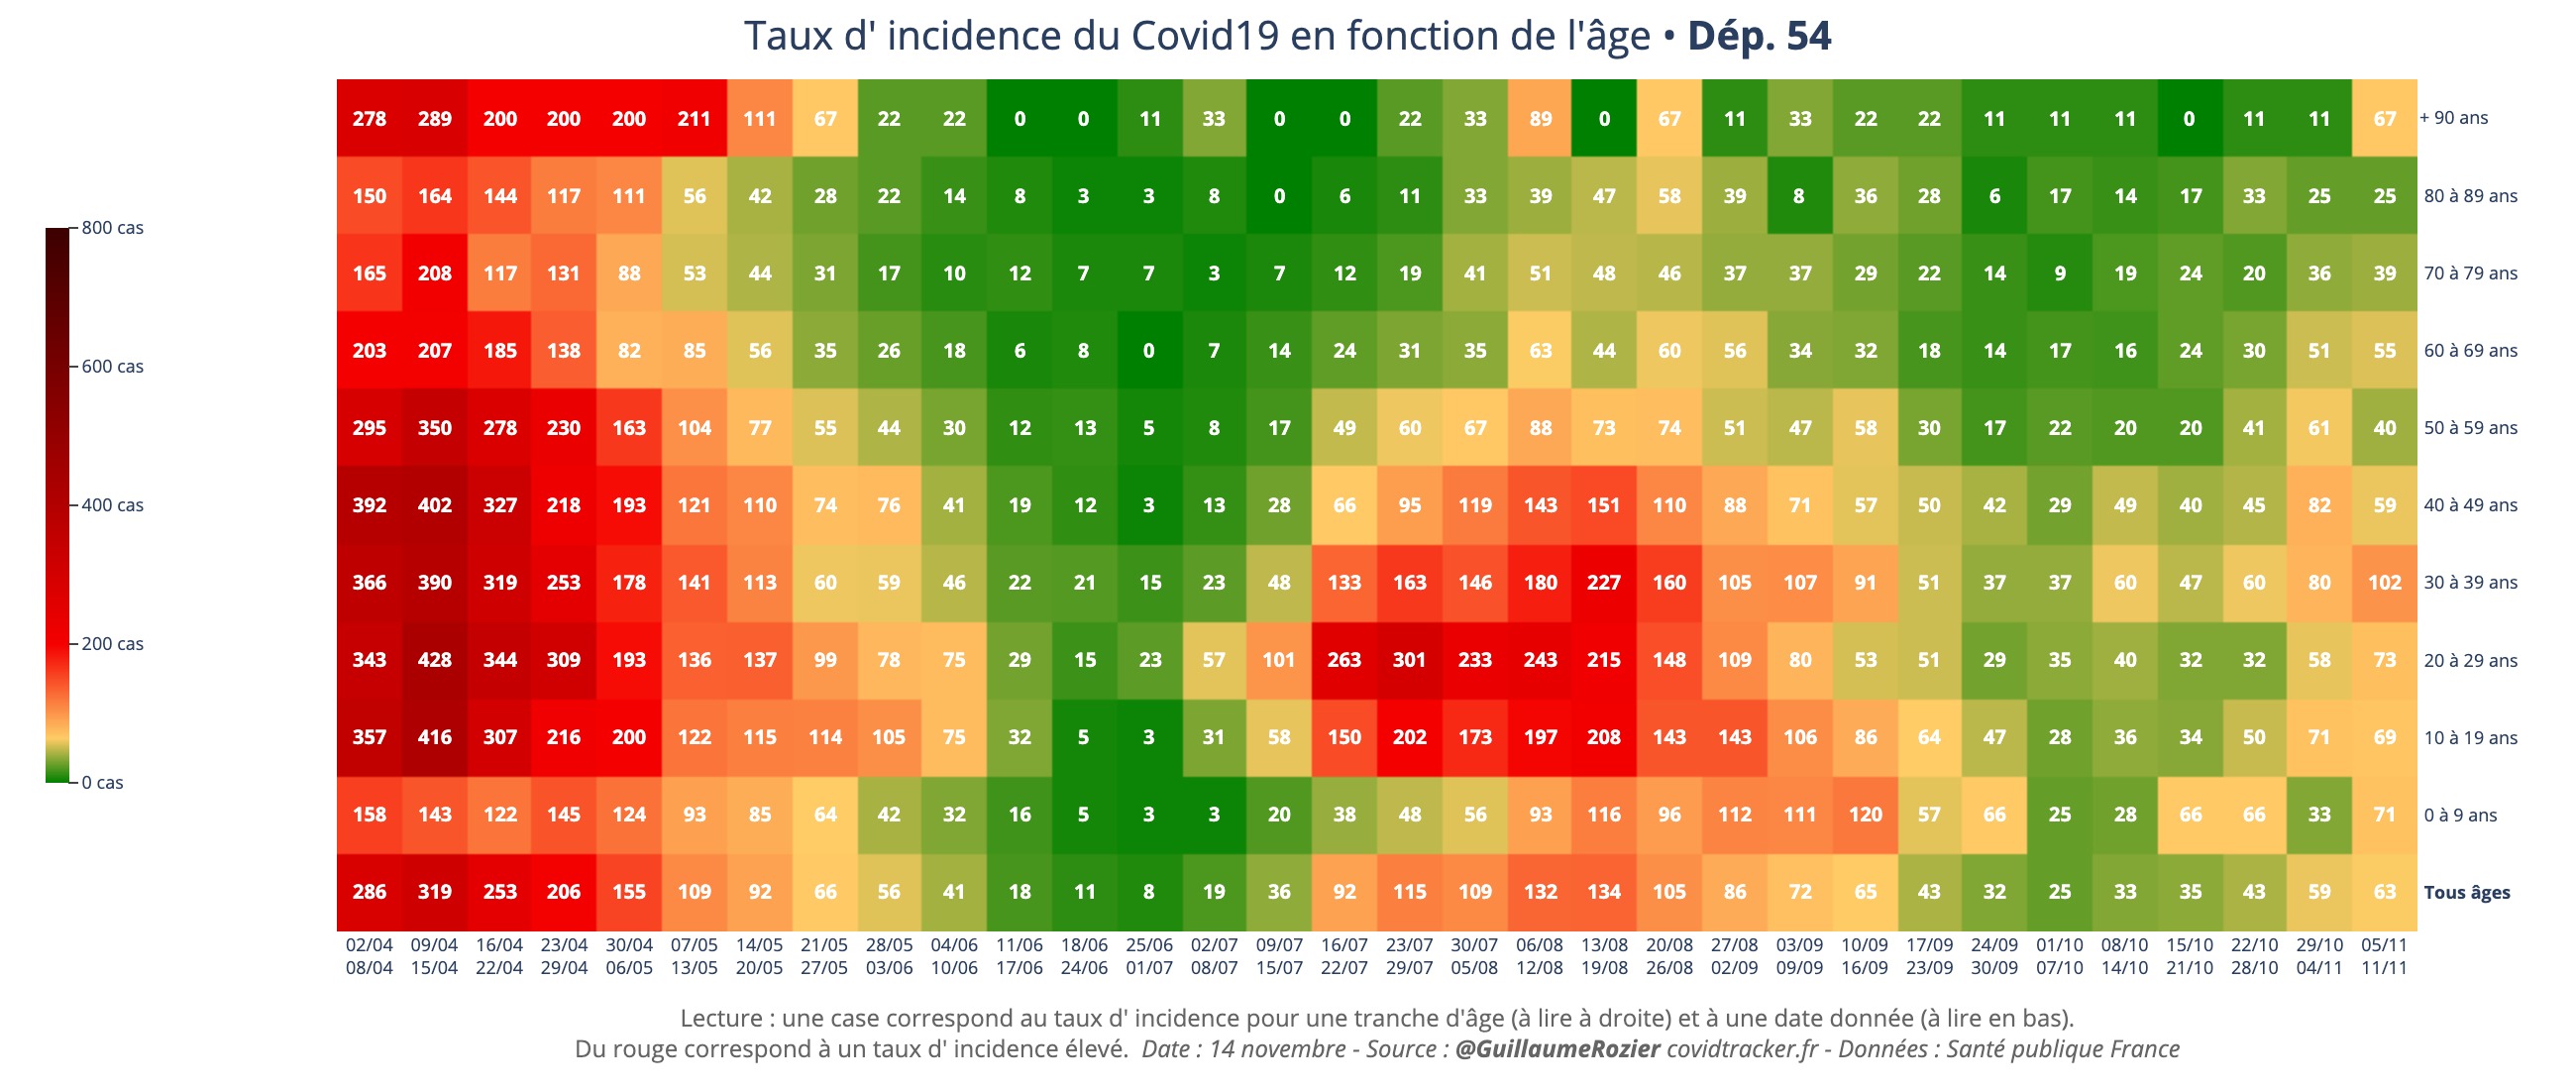 Taux d' incidence du Covid19 en fonction de l'âge • Dép. 54
800 cas
600 cas
400 cas
200 cas
0 cas
278 289 200 200 200 211 111 67 22 22 0 0 11 33 0 0 22 33 89 0 67 11 33 22 22 11 11 11 0 11 11 67 + 90 ans
150 164 144 117 111 56 42 28 22 14 8 3 3 8 0 6 11 33 39 47 58 39 8 36 28 6 17 14 17 33 25 25 80 à 89 ans
165 208 117 131 88 53 44 31 17 10 12 7 7 3 7 12 19 41 51 48 46 37 37 29 22 14 9 19 24 20 36 39 70 à 79 ans
203 207 185 138 82 85 56 35 26 18 6 8 0 7 14 24 31 35 63 44 60 56 34 32 18 14 17 16 24 30 51 55 60 à 69 ans
295 350 278 230 163 104 77 55 44 30 12 13 5 8 17 49 60 67 88 73 74 51 47 58 30 17 22 20 20 41 61 40 50 à 59 ans
392 402 327 218 193 121 110 74 76 41 19 12 3 13 28 66 95 119 143 151 110 88 71 57 50 42 29 49 40 45 82 59 40 à 49 ans
366 390 319 253 178 141 113 60 59 46 22 21 15 23 48 133 163 146 180 227 160 105 107 91 51 37 37 60 47 60 80 102 30 à 39 ans
343 428 344 309 193 136 137 99 78 75 29 15 23 57 101 263 301 233 243 215 148 109 80 53 51 29 35 40 32 32 58 73 20 à 29 ans
357 416 307 216 200 122 115 114 105 75 32 5 3 31 58 150 202 173 197 208 143 143 106 86 64 47 28 36 34 50 71 69 10 à 19 ans
158 143 122 145 124 93 85 64 42 32 16 5 3 3 20 38 48 56 93 116 96 112 111 120 57 66 25 28 66 66 33 71 0 à 9 ans
286 319 253 206 155 109 92 66 56 41 18 11 8 19 36 92 115 109 132 134 105 86 72 65 43 32 25 33 35 43 59 63 Tous âges
02/04 09/04 16/04 23/04 30/04 07/05 14/05 21/05 28/05 04/06 11/06 18/06 25/06 02/07 09/07 16/07 23/07 30/07 06/08 13/08 20/08 27/08 03/09 10/09 17/09 24/09 01/10 08/10 15/10 22/10 29/10 05/11
08/04 15/04 22/04 29/04 06/05 13/05 20/05 27/05 03/06 10/06 17/06 24/06 01/07 08/07 15/07 22/07 29/07 05/08 12/08 19/08 26/08 02/09 09/09 16/09 23/09 30/09 07/10 14/10 21/10 28/10 04/11 11/11
Lecture : une case correspond au taux d' incidence pour une tranche d'âge (à lire à droite) et à une date donnée (à lire en bas).
Du rouge correspond à un taux d' incidence élevé. Date : 14 novembre - Source : @GuillaumeRozier covidtracker.fr - Données : Santé publique France